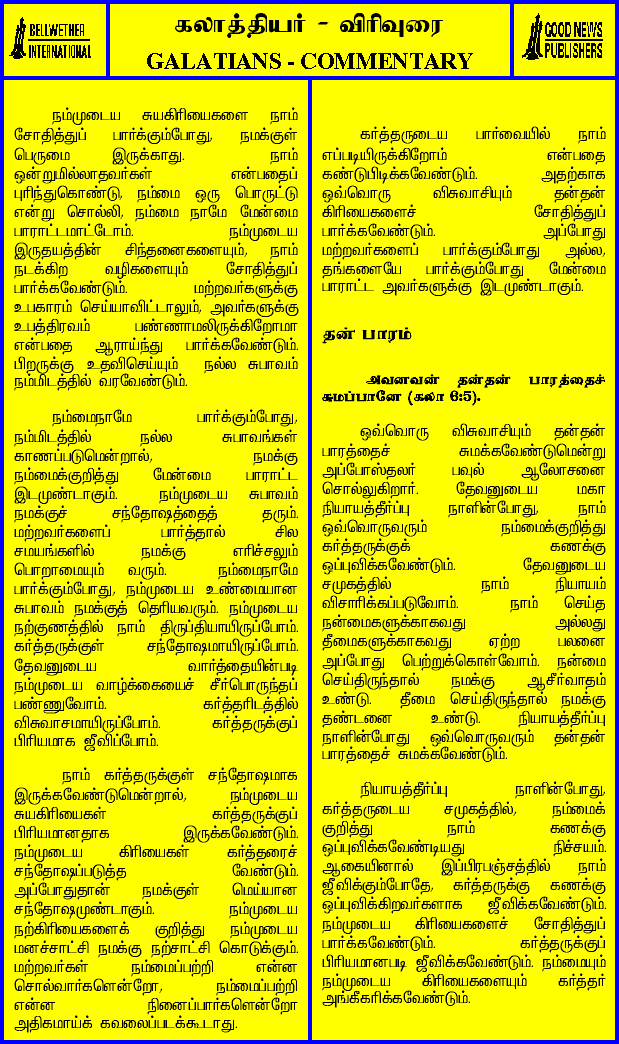 BELLWETHER
INTERNATIONAL
கலாத்தியர் - விரிவுரை
GALATIANS - COMMENTARY
GOOD NEWS
PUBLISHERS
நம்முடைய சுயகிரியைகளை நாம்
சோதித்துப் பார்க்கும்போது, நமக்குள்
பெருமை இருக்காது. நாம்
ஒன்றுமில்லாதவர்கள் என்பதைப்
புரிந்துகொண்டு, நம்மை ஒரு பொருட்டு
என்று சொல்லி, நம்மை நாமே மேன்மை
பாராட்டமாட்டோம். நம்முடைய
இருதயத்தின் சிந்தனைகளையும், நாம்
நடக்கிற வழிகளையும் சோதித்துப்
பார்க்கவேண்டும். மற்றவர்களுக்கு
உபகாரம் செய்யாவிட்டாலும், அவர்களுக்கு
உபத்திரவம் பண்ணாமலிருக்கிறோமா
என்பதை ஆராய்ந்து பார்க்கவேண்டும்.
பிறருக்கு உதவிசெய்யும் நல்ல சுபாவம்
நம்மிடத்தில் வரவேண்டும்.
நம்மைநாமே பார்க்கும்போது,
நம்மிடத்தில் நல்ல சுபாவங்கள்
காணப்படுமென்றால், நமக்கு
நம்மைக்குறித்து மேன்மை பாராட்ட
இடமுண்டாகும். நம்முடைய சுபாவம்
நமக்குச் சந்தோஷத்தைத் தரும்.
மற்றவர்களைப் பார்த்தால் சில
சமயங்களில் நமக்கு எரிச்சலும்
பொறாமையும் வரும். நம்மைநாமே
பார்க்கும்போது, நம்முடைய உண்மையான
சுபாவம் நமக்குத் தெரியவரும். நம்முடைய
நற்குணத்தில் நாம் திருப்தியாயிருப்போம்.
கர்த்தருக்குள் சந்தோஷமாயிருப்போம்.
தேவனுடைய வார்த்தையின்படி
நம்முடைய வாழ்க்கையைச் சீர்பொருந்தப்
பண்ணுவோம். கர்த்தரிடத்தில்
விசுவாசமாயிருப்போம். கர்த்தருக்குப்
பிரியமாக ஜீவிப்போம்.
நாம் கர்த்தருக்குள் சந்தோஷமாக
இருக்கவேண்டுமென்றால், நம்முடைய
சுயகிரியைகள் கர்த்தருக்குப்
பிரியமானதாக இருக்கவேண்டும்.
நம்முடைய கிரியைகள் கர்த்தரைச்
சந்தோஷப்படுத்த வேண்டும்.
அப்போதுதான் நமக்குள் மெய்யான
சந்தோஷமுண்டாகும். நம்முடைய
நற்கிரியைகளைக் குறித்து நம்முடைய
மனச்சாட்சி நமக்கு நற்சாட்சி கொடுக்கும்.
மற்றவர்கள் நம்மைப்பற்றி என்ன
சொல்வார்களென்றோ, நம்மைப்பற்றி
என்ன நினைப்பார்களென்றோ
அதிகமாய்க் கவலைப்படக்கூடாது.
கர்த்தருடைய பார்வையில் நாம்
எப்படியிருக்கிறோம் என்பதை
கண்டுபிடிக்கவேண்டும். அதற்காக
ஒவ்வொரு விசுவாசியும் தன்தன்
கிரியைகளைச் சோதித்துப்
பார்க்கவேண்டும். அப்போது
மற்றவர்களைப் பார்க்கும்போது அல்ல,
தங்களையே பார்க்கும்போது மேன்மை
பாராட்ட அவர்களுக்கு இடமுண்டாகும்.
தன் பாரம்
அவனவன் தன்தன் பாரத்தைச்
சுமப்பானே (கலா 6:5).
ஒவ்வொரு விசுவாசியும் தன்தன்
பாரத்தைச் சுமக்கவேண்டுமென்று
அப்போஸ்தலர் பவுல் ஆலோசனை
சொல்லுகிறார். தேவனுடைய மகா
நியாயத்தீர்ப்பு நாளின்போது, நாம்
ஒவ்வொருவரும் நம்மைக்குறித்து
கர்த்தருக்குக் கணக்கு
ஒப்புவிக்கவேண்டும். தேவனுடைய
சமுகத்தில் நாம் நியாயம்
விசாரிக்கப்படுவோம். நாம் செய்த
நன்மைகளுக்காகவது அல்லது
தீமைகளுக்காகவது ஏற்ற பலனை
அப்போது பெற்றுக்கொள்வோம். நன்மை
செய்திருந்தால் நமக்கு ஆசீர்வாதம்
உண்டு. தீமை செய்திருந்தால் நமக்கு
தண்டனை உண்டு. நியாயத்தீர்ப்பு
நாளின்போது ஒவ்வொருவரும் தன்தன்
பாரத்தைச் சுமக்கவேண்டும்.
நியாயத்தீர்ப்பு நாளின்போது,
கர்த்தருடைய சமுகத்தில், நம்மைக்
குறித்து நாம் கணக்கு
ஒப்புவிக்கவேண்டியது நிச்சயம்.
ஆகையினால் இப்பிரபஞ்சத்தில் நாம்
ஜீவிக்கும்போதே, கர்த்தருக்கு கணக்கு
ஒப்புவிக்கிறவர்களாக ஜீவிக்கவேண்டும்.
நம்முடைய கிரியைகளைச் சோதித்துப்
பார்க்கவேண்டும். கர்த்தருக்குப்
பிரியமானபடி ஜீவிக்கவேண்டும். நம்மையும்
நம்முடைய கிரியைகளையும் கர்த்தர்
அங்கீகரிக்கவேண்டும்.